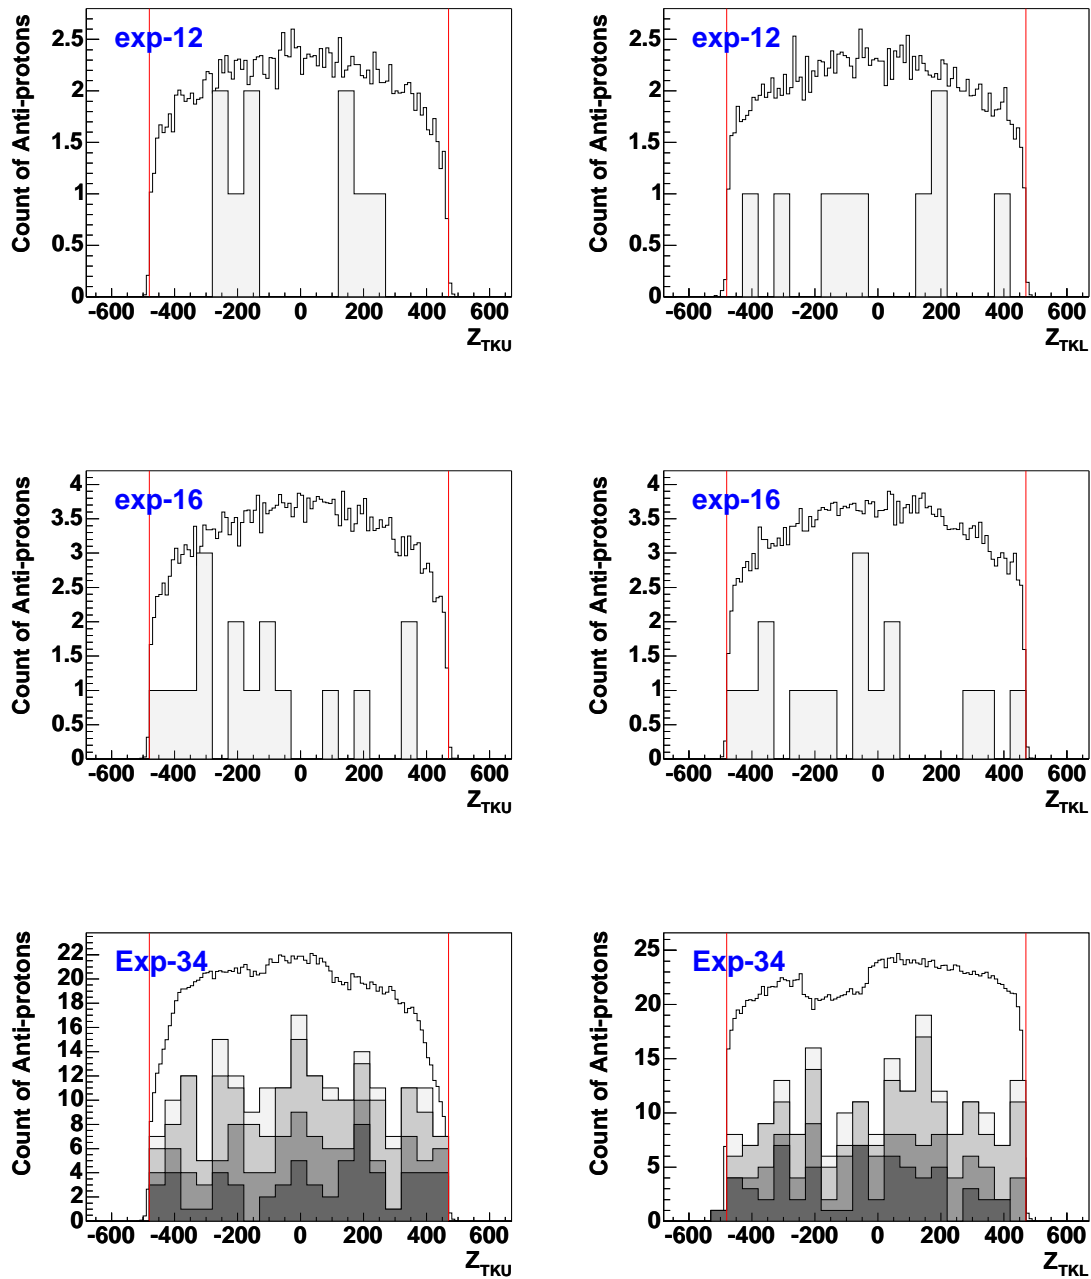 exp-12
Count of Anti-protons
0 0.5 1 1.5 2 2.5
-600 -400 -200 0 200 400 600
Z_TKU
exp-12
Count of Anti-protons
0 0.5 1 1.5 2 2.5
-600 -400 -200 0 200 400 600
Z_TKL
exp-16
Count of Anti-protons
0 0.5 1 1.5 2 2.5 3 3.5 4
-600 -400 -200 0 200 400 600
Z_TKU
exp-16
Count of Anti-protons
0 0.5 1 1.5 2 2.5 3 3.5 4
-600 -400 -200 0 200 400 600
Z_TKL
Exp-34
Count of Anti-protons
0 2 4 6 8 10 12 14 16 18 20 22
-600 -400 -200 0 200 400 600
Z_TKU
Exp-34
Count of Anti-protons
0 5 10 15 20 25
-600 -400 -200 0 200 400 600
Z_TKL